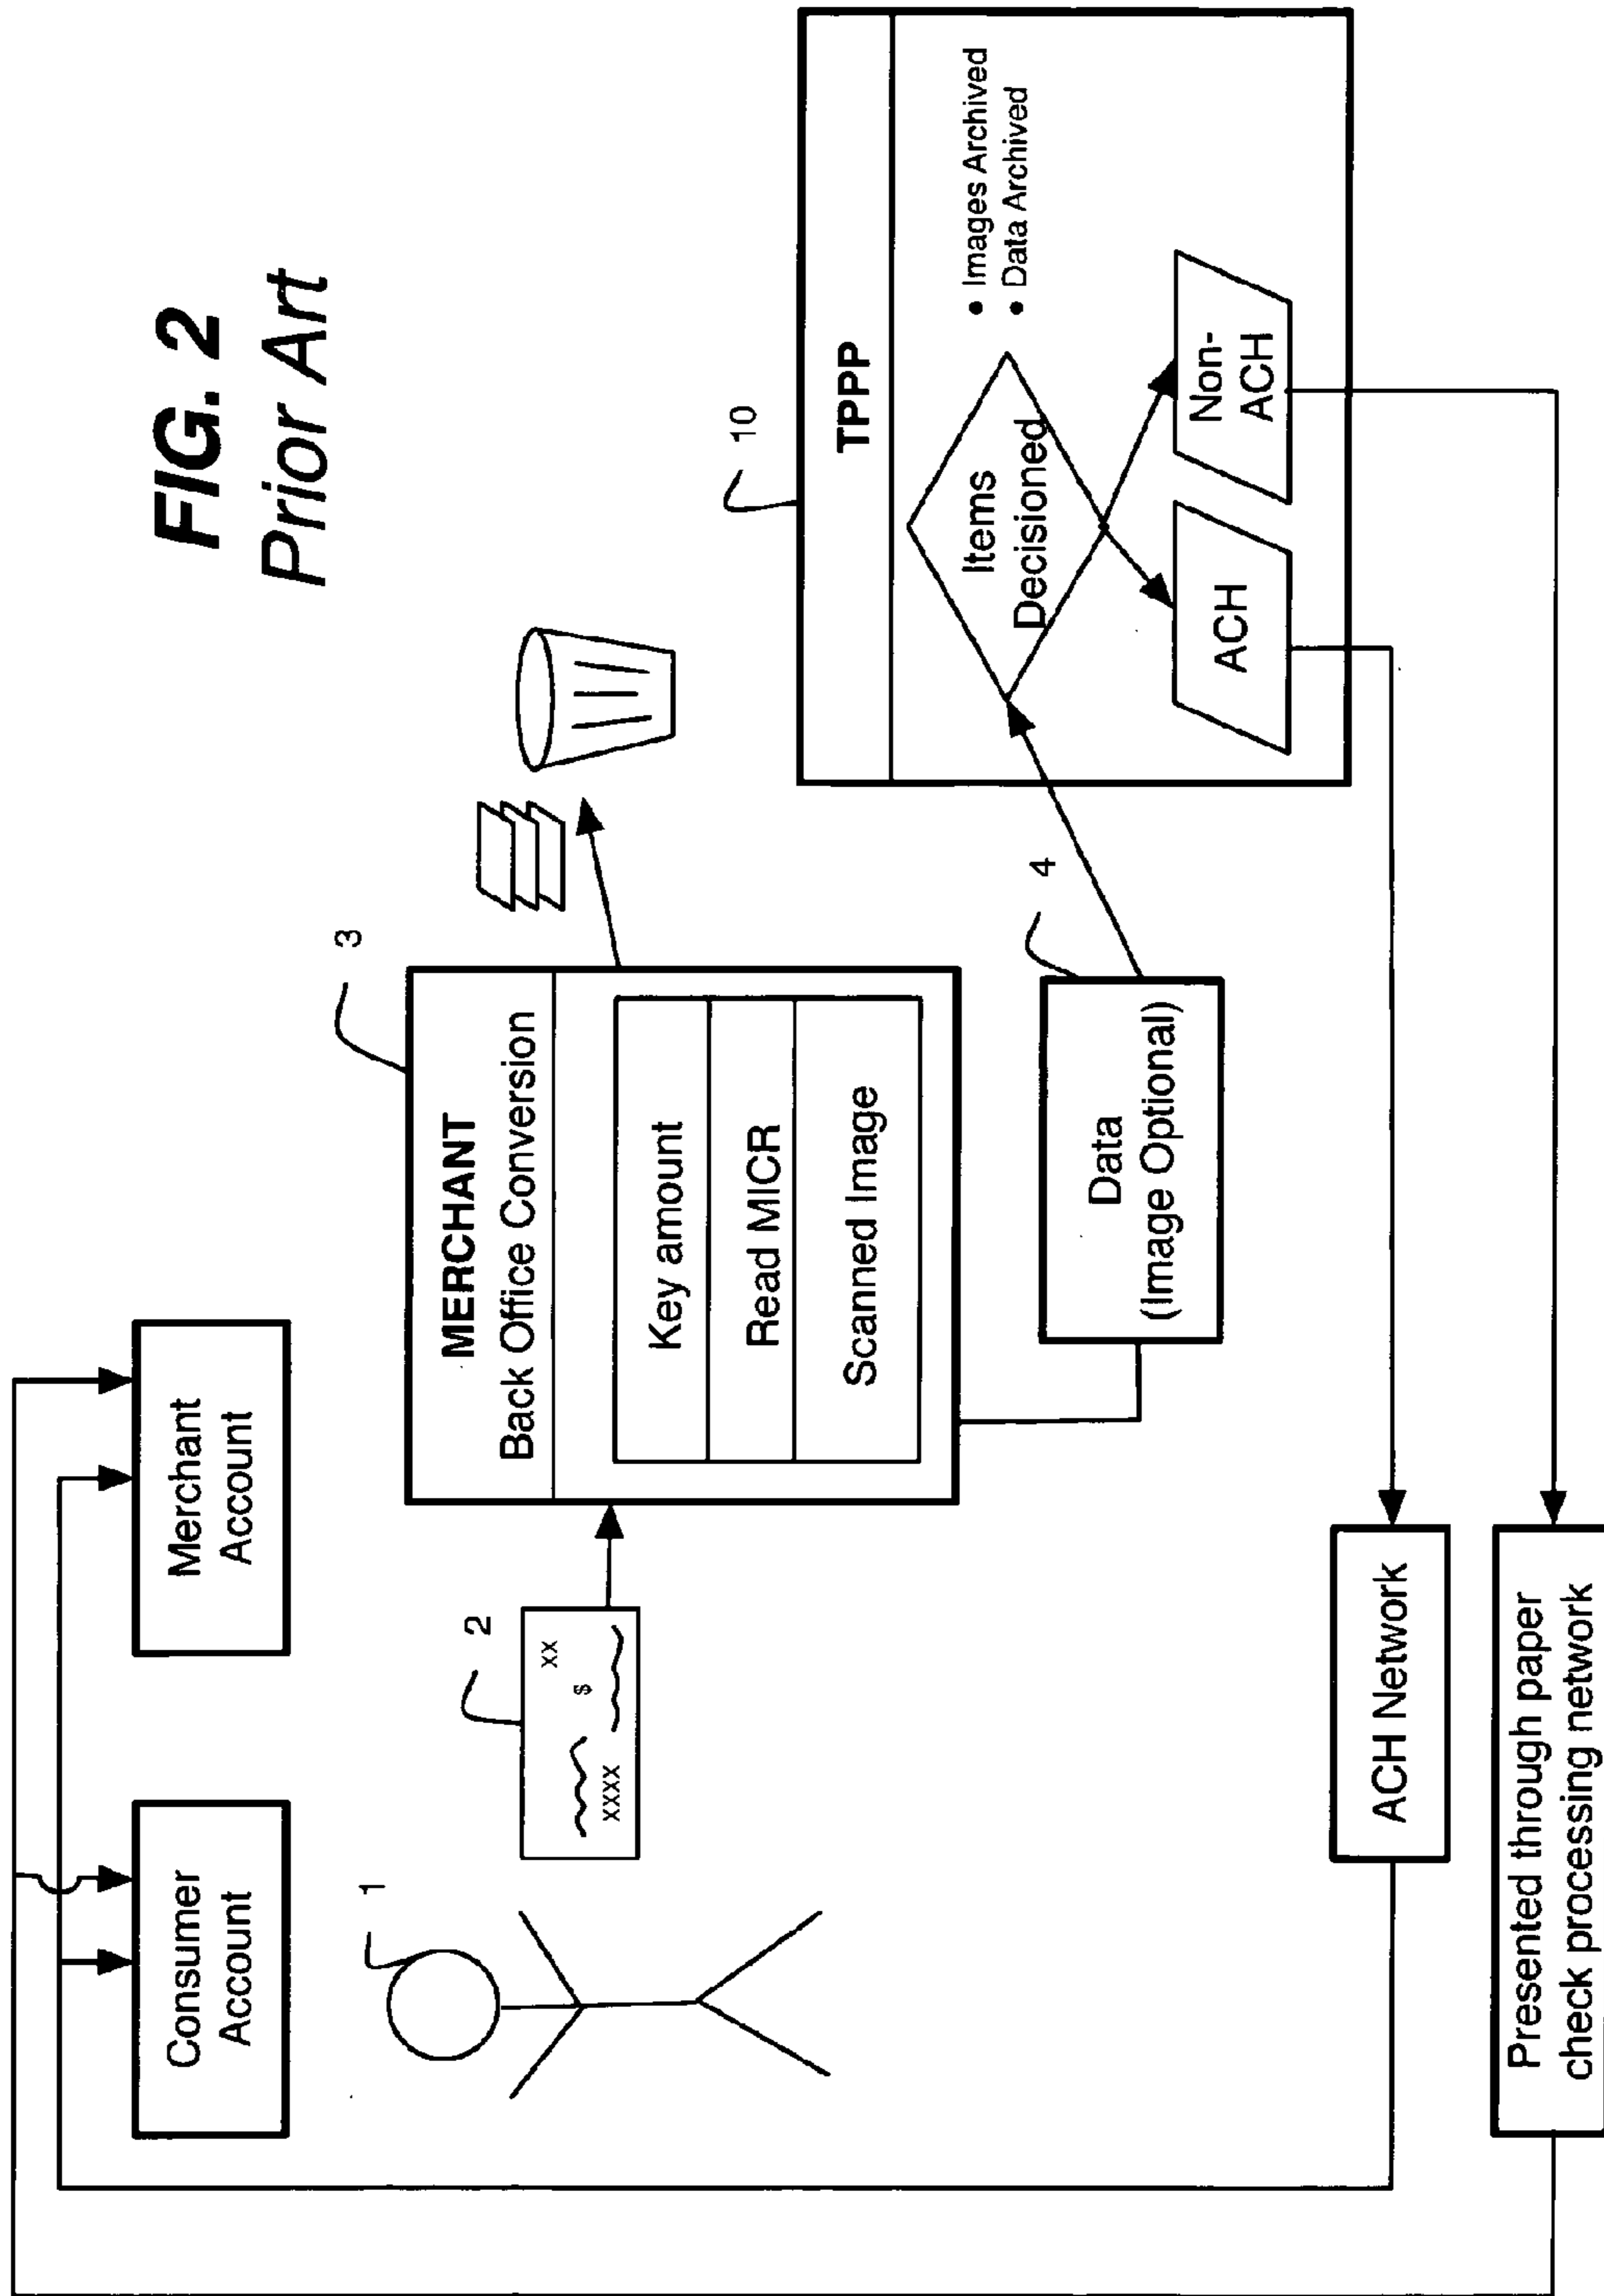 FIG. 2
Prior Art
Consumer
Account
Merchant
Account
1
2
xx
$
xxxx
3
MERCHANT
Back Office Conversion
Key amount
Read MICR
Scanned Image
4
Data
(Image Optional)
10
TPPP
Items
Decisioned
• Images Archived
• Data Archived
ACH
Non-
ACH
ACH Network
Presented through paper
check processing network